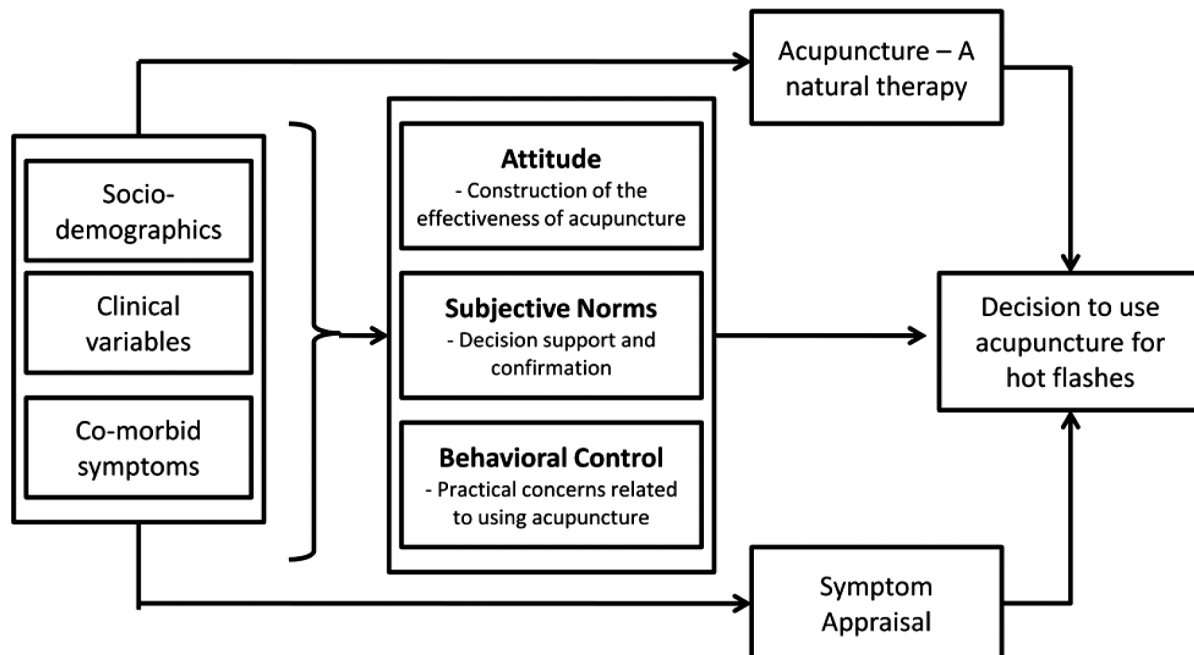 Acupuncture – A
natural therapy
Socio-
demographics
Clinical
variables
Co-morbid
symptoms
Attitude
- Construction of the
effectiveness of acupuncture
Subjective Norms
- Decision support and
confirmation
Behavioral Control
- Practical concerns related
to using acupuncture
Decision to use
acupuncture for
hot flashes
Symptom
Appraisal